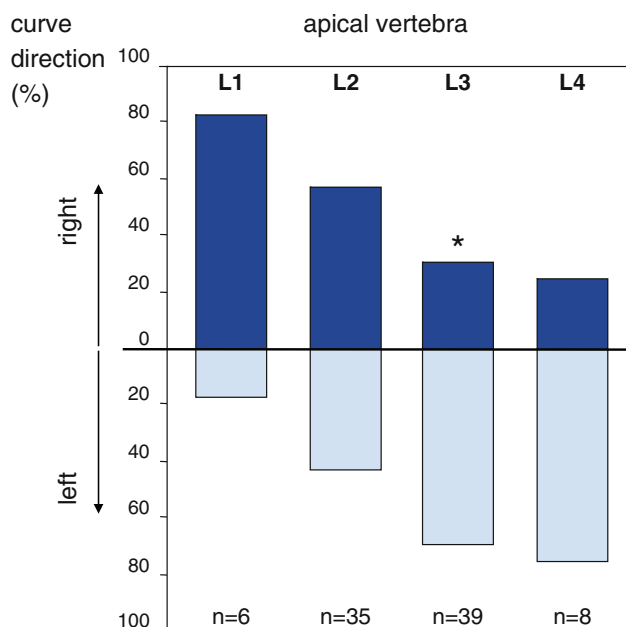 curve
direction
(%)
apical vertebra
100
L1 L2 L3 L4
80
60
40
*
20
0
20
40
60
80
100
right
left
n=6 n=35 n=39 n=8